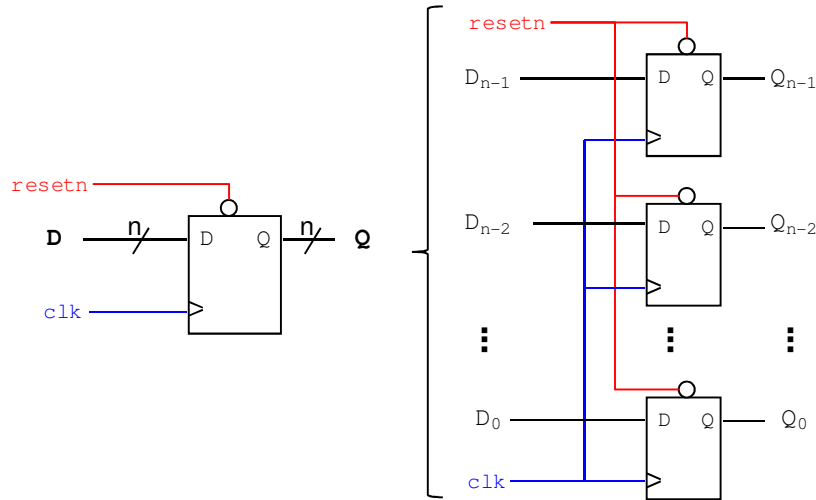 resetn
D n D Q n Q
clk
resetn
Dn-1 D Q Qn-1
Dn-2 D Q Qn-2
D0 D Q Q0
clk